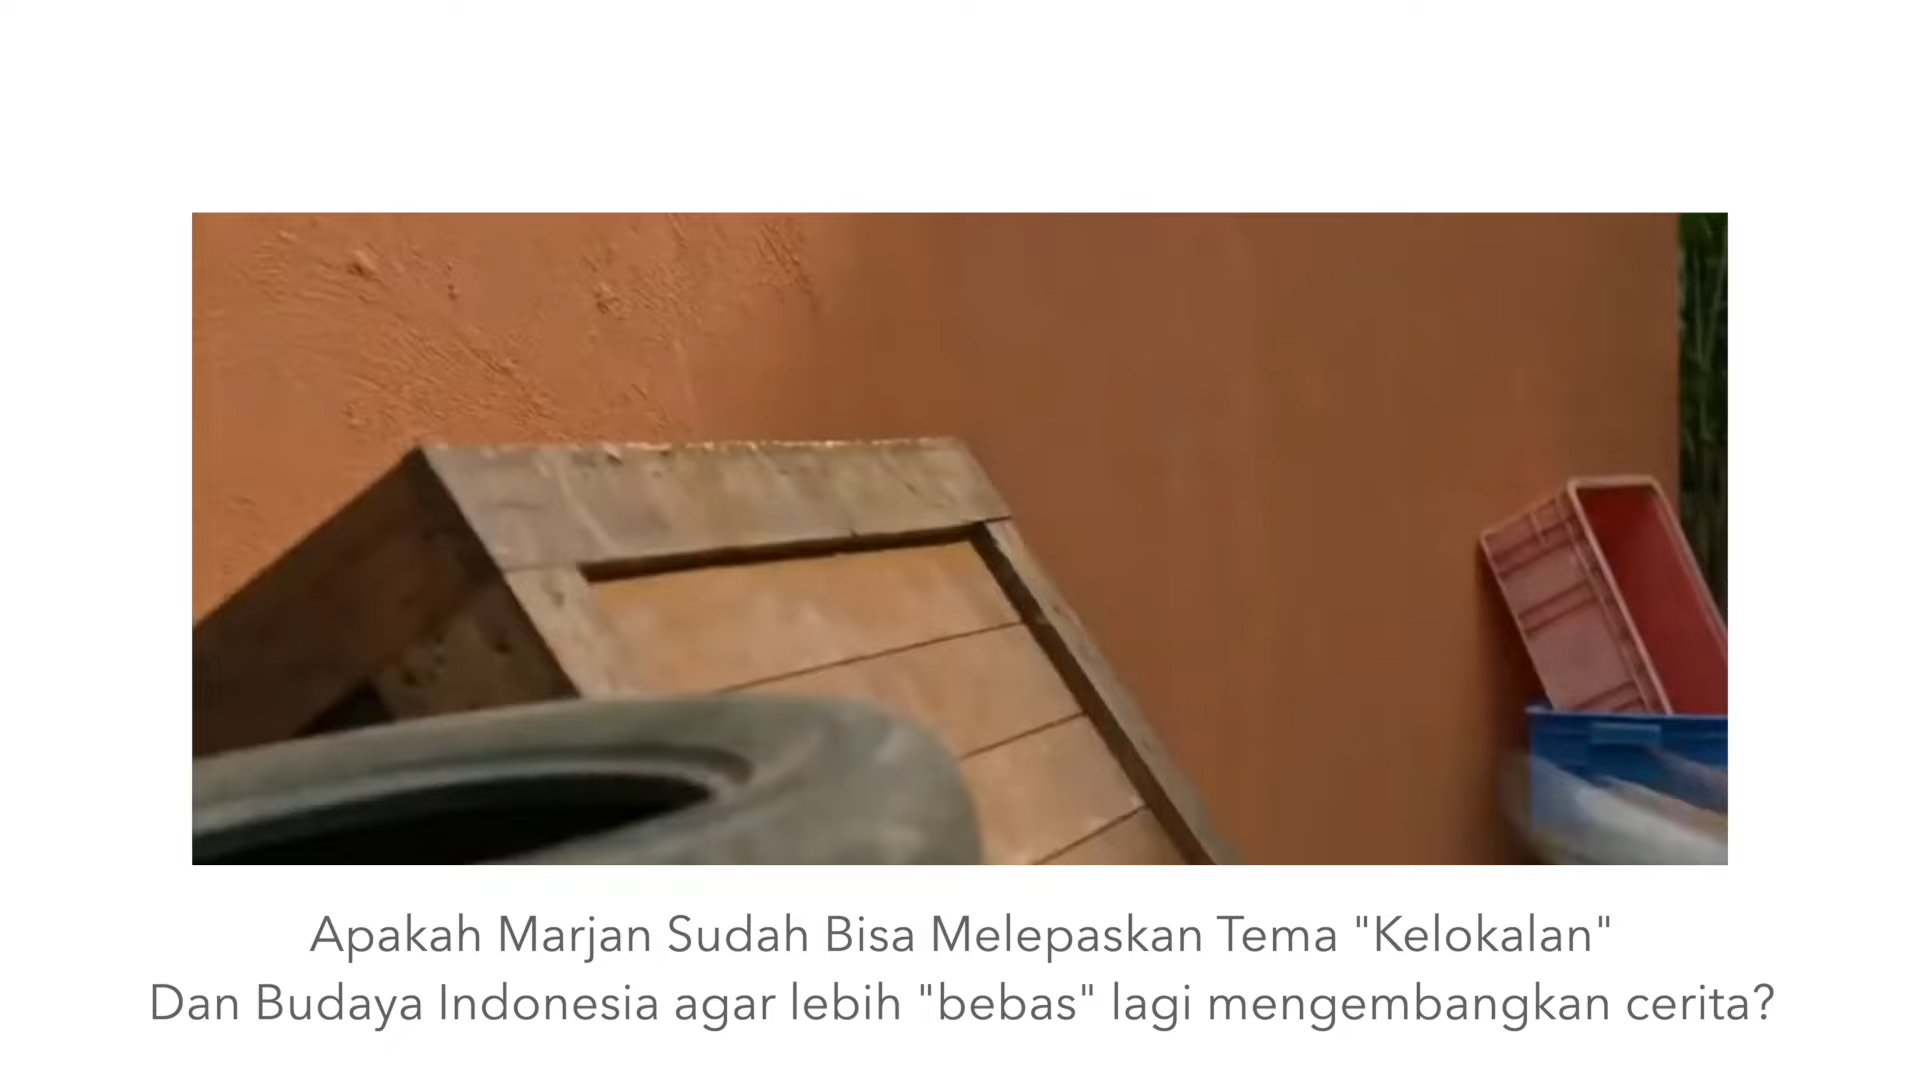 Apakah Marjan Sudah Bisa Melepaskan Tema "Kelokalan"
Dan Budaya Indonesia agar lebih "bebas" lagi mengembangkan cerita?